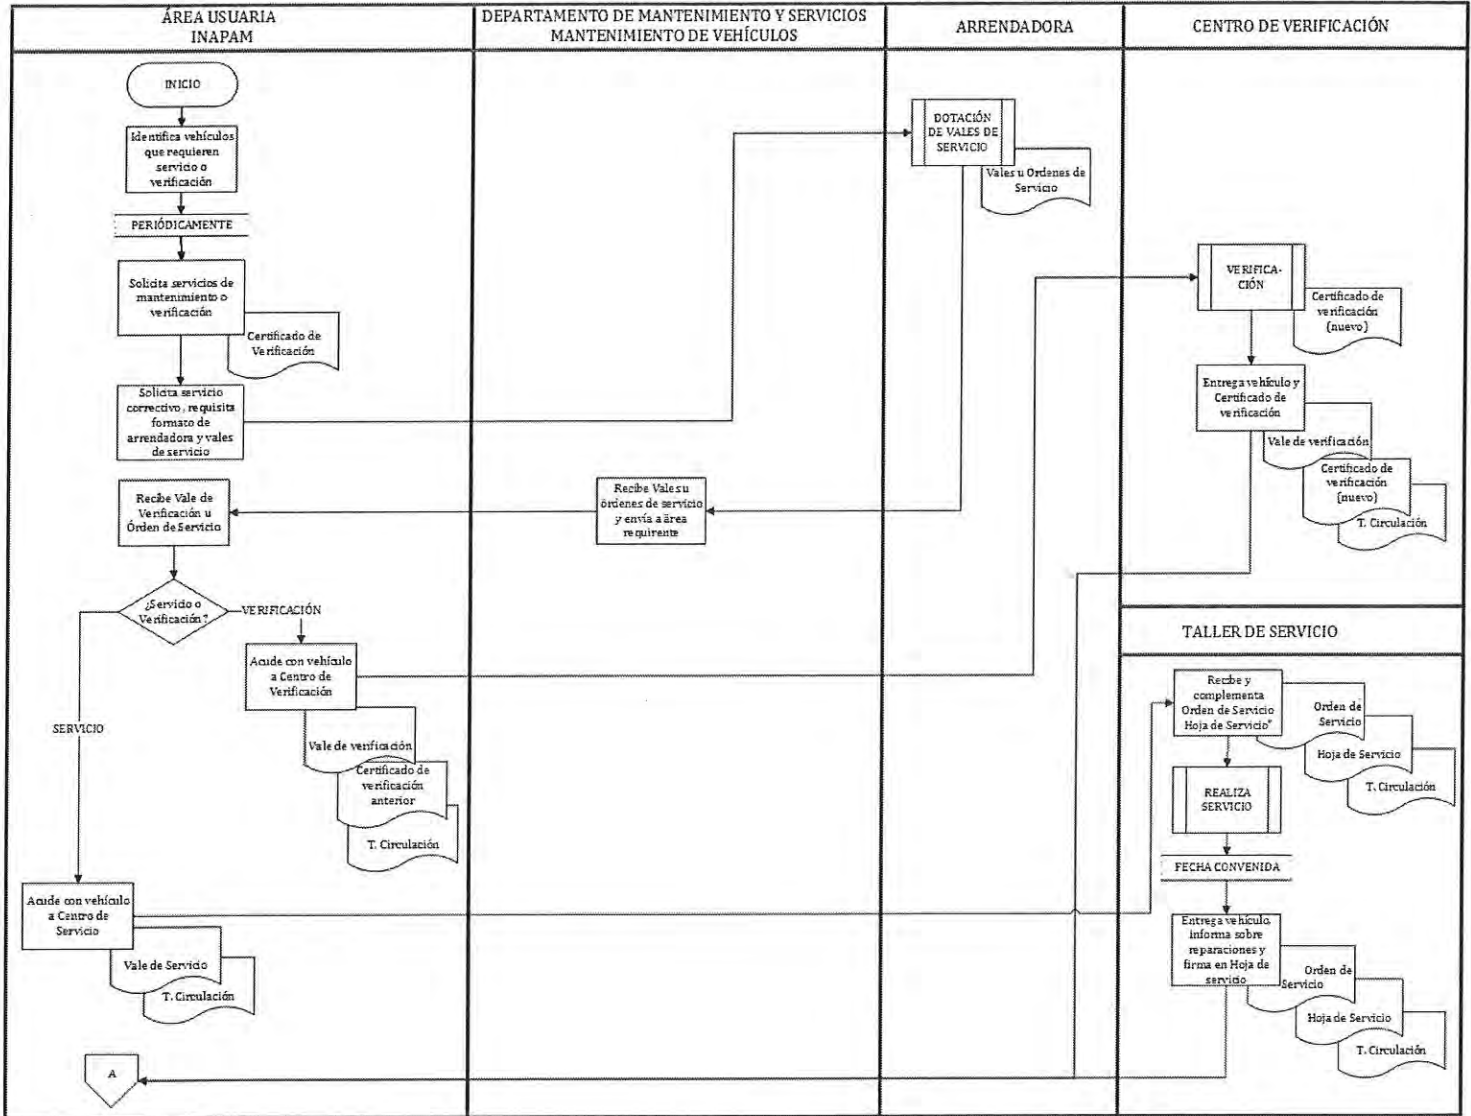 ÁREA USUARIA
INAPAM
DEPARTAMENTO DE MANTENIMIENTO Y SERVICIOS
MANTENIMIENTO DE VEHÍCULOS
ARRENDADORA
CENTRO DE VERIFICACIÓN
INICIO
Identifica vehículos
que requieren
servicio o
verificación
PERIÓDICAMENTE
Solicita servicios de
mantenimiento o
verificación
Certificado de
Verificación
Solicita servicio
correctivo, requisita
formato de
arrendadora y vales
de servicio
Recibe Vale de
Verificación u
Órden de Servicio
¿Servicio o
Verificación?
VERIFICACIÓN
SERVICIO
Acude con vehículo
a Centro de
Verificación
Vale de verificación
Certificado de
verificación
anterior
T. Circulación
Acude con vehículo
a Centro de
Servicio
Vale de Servicio
T. Circulación
A
Recibe Vales u
órdenes de servicio
y envía a área
requirente
DOTACIÓN
DE VALES DE
SERVICIO
Vales u Ordenes de
Servicio
VERIFICA-
CIÓN
Certificado de
verificación
(nuevo)
Entrega vehículo y
Certificado de
verificación
Vale de verificación
Certificado de
verificación
(nuevo)
T. Circulación
TALLER DE SERVICIO
Recibe y
complementa
Orden de Servicio
Hoja de Servicio"
Orden de
Servicio
Hoja de Servicio
T. Circulación
REALIZA
SERVICIO
FECHA CONVENIDA
Entrega vehículo,
informa sobre
reparaciones y
firma en Hoja de
servicio
Orden de
Servicio
Hoja de Servicio
T. Circulación